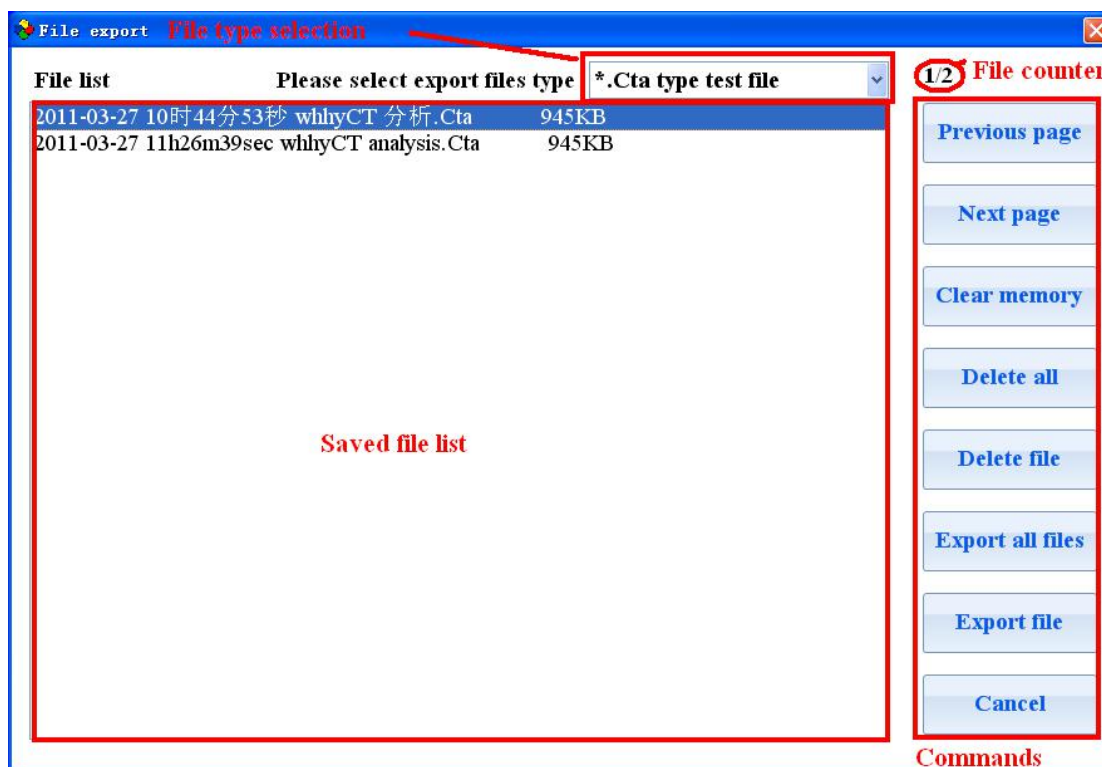 File export File type selection
File list Please select export files type *.Cta type test file 1/2 File counter
2011-03-27 10时44分53秒 whhyCT 分析.Cta 945KB
2011-03-27 11h26m39sec whhyCT analysis.Cta 945KB
Previous page
Next page
Clear memory
Delete all
Saved file list
Delete file
Export all files
Export file
Cancel
Commands